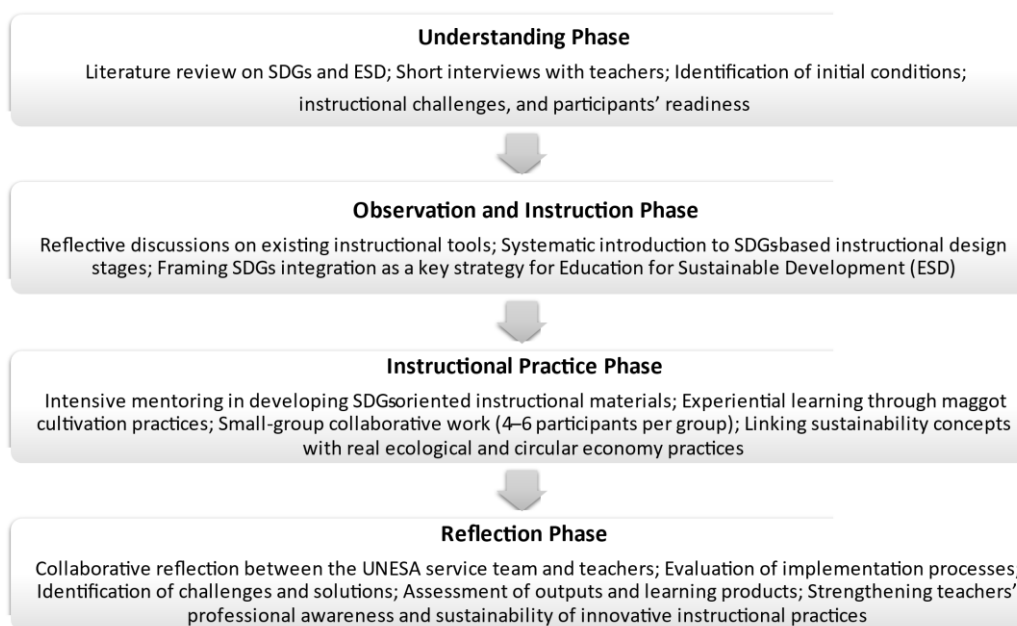 Understanding Phase
Literature review on SDGs and ESD; Short interviews with teachers; Identification of initial conditions;
instructional challenges, and participants’ readiness
Observation and Instruction Phase
Reflective discussions on existing instructional tools; Systematic introduction to SDGsbased instructional design
stages; Framing SDGs integration as a key strategy for Education for Sustainable Development (ESD)
Instructional Practice Phase
Intensive mentoring in developing SDGsoriented instructional materials; Experiential learning through maggot
cultivation practices; Small-group collaborative work (4–6 participants per group); Linking sustainability concepts
with real ecological and circular economy practices
Reflection Phase
Collaborative reflection between the UNESA service team and teachers; Evaluation of implementation processes;
Identification of challenges and solutions; Assessment of outputs and learning products; Strengthening teachers’
professional awareness and sustainability of innovative instructional practices